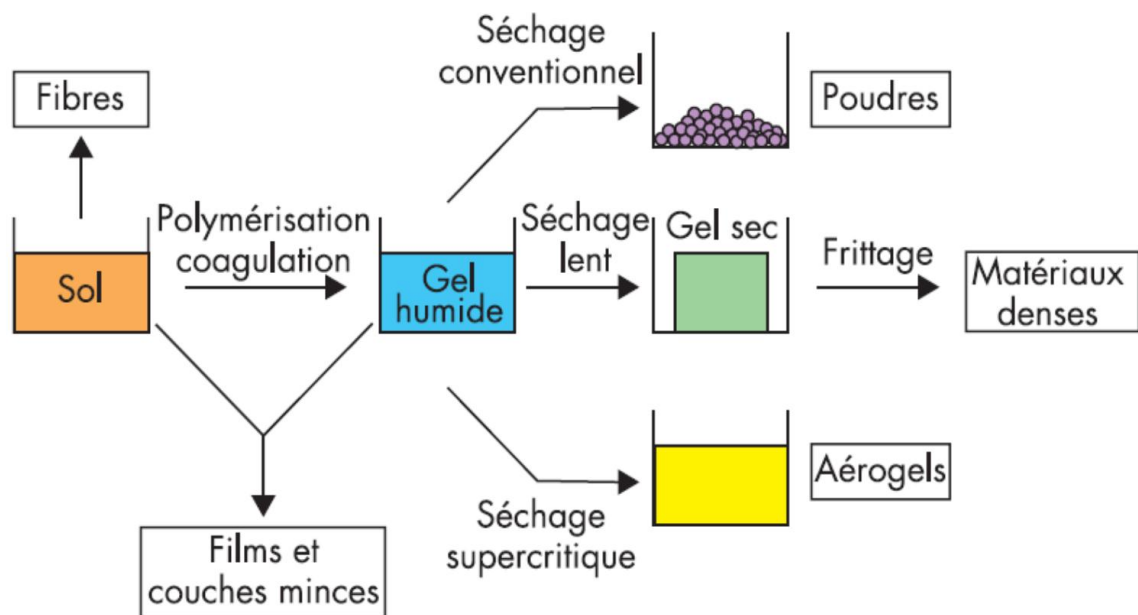 Séchage
conventionnel
Fibres
Poudres
Polymérisation
coagulation
Séchage
lent
Gel sec
Frittage
Sol
Gel
humide
Matériaux
denses
Aérogels
Séchage
supercritique
Films et
couches minces